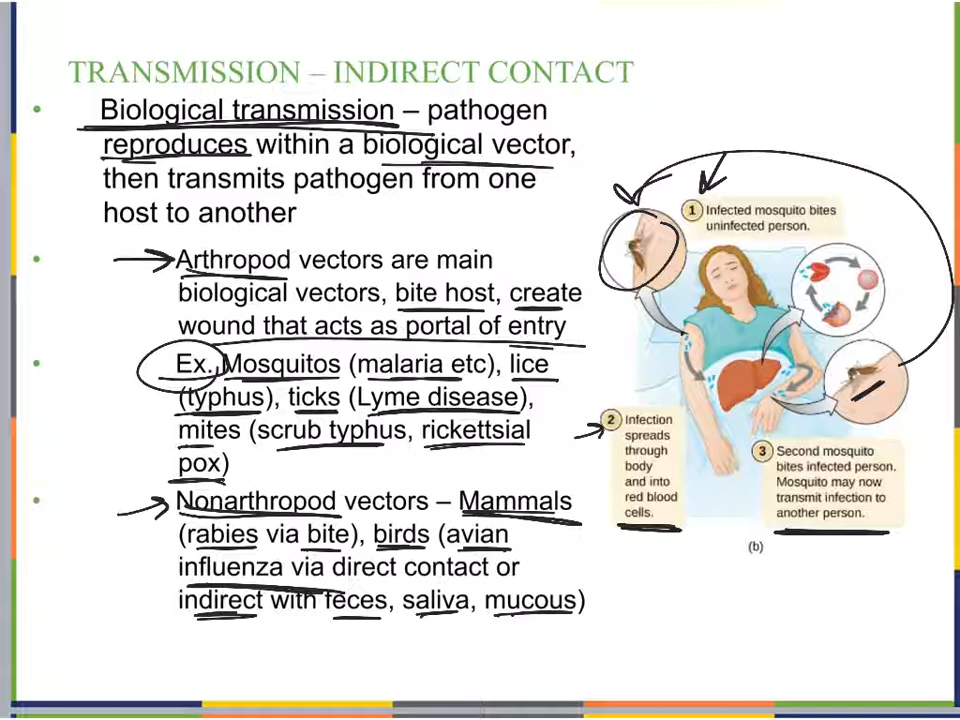 TRANSMISSION – INDIRECT CONTACT
• Biological transmission – pathogen
reproduces within a biological vector,
then transmits pathogen from one
host to another
• Arthropod vectors are main
biological vectors, bite host, create
wound that acts as portal of entry
• Ex. Mosquitos (malaria etc), lice
(typhus), ticks (Lyme disease),
mites (scrub typhus, rickettsial
pox)
• Nonarthropod vectors – Mammals
(rabies via bite), birds (avian
influenza via direct contact or
indirect with feces, saliva, mucous)
1 Infected mosquito bites
uninfected person.
2 Infection
spreads
through
body
and into
red blood
cells.
3 Second mosquito
bites infected person.
Mosquito may now
transmit infection to
another person.
(b)